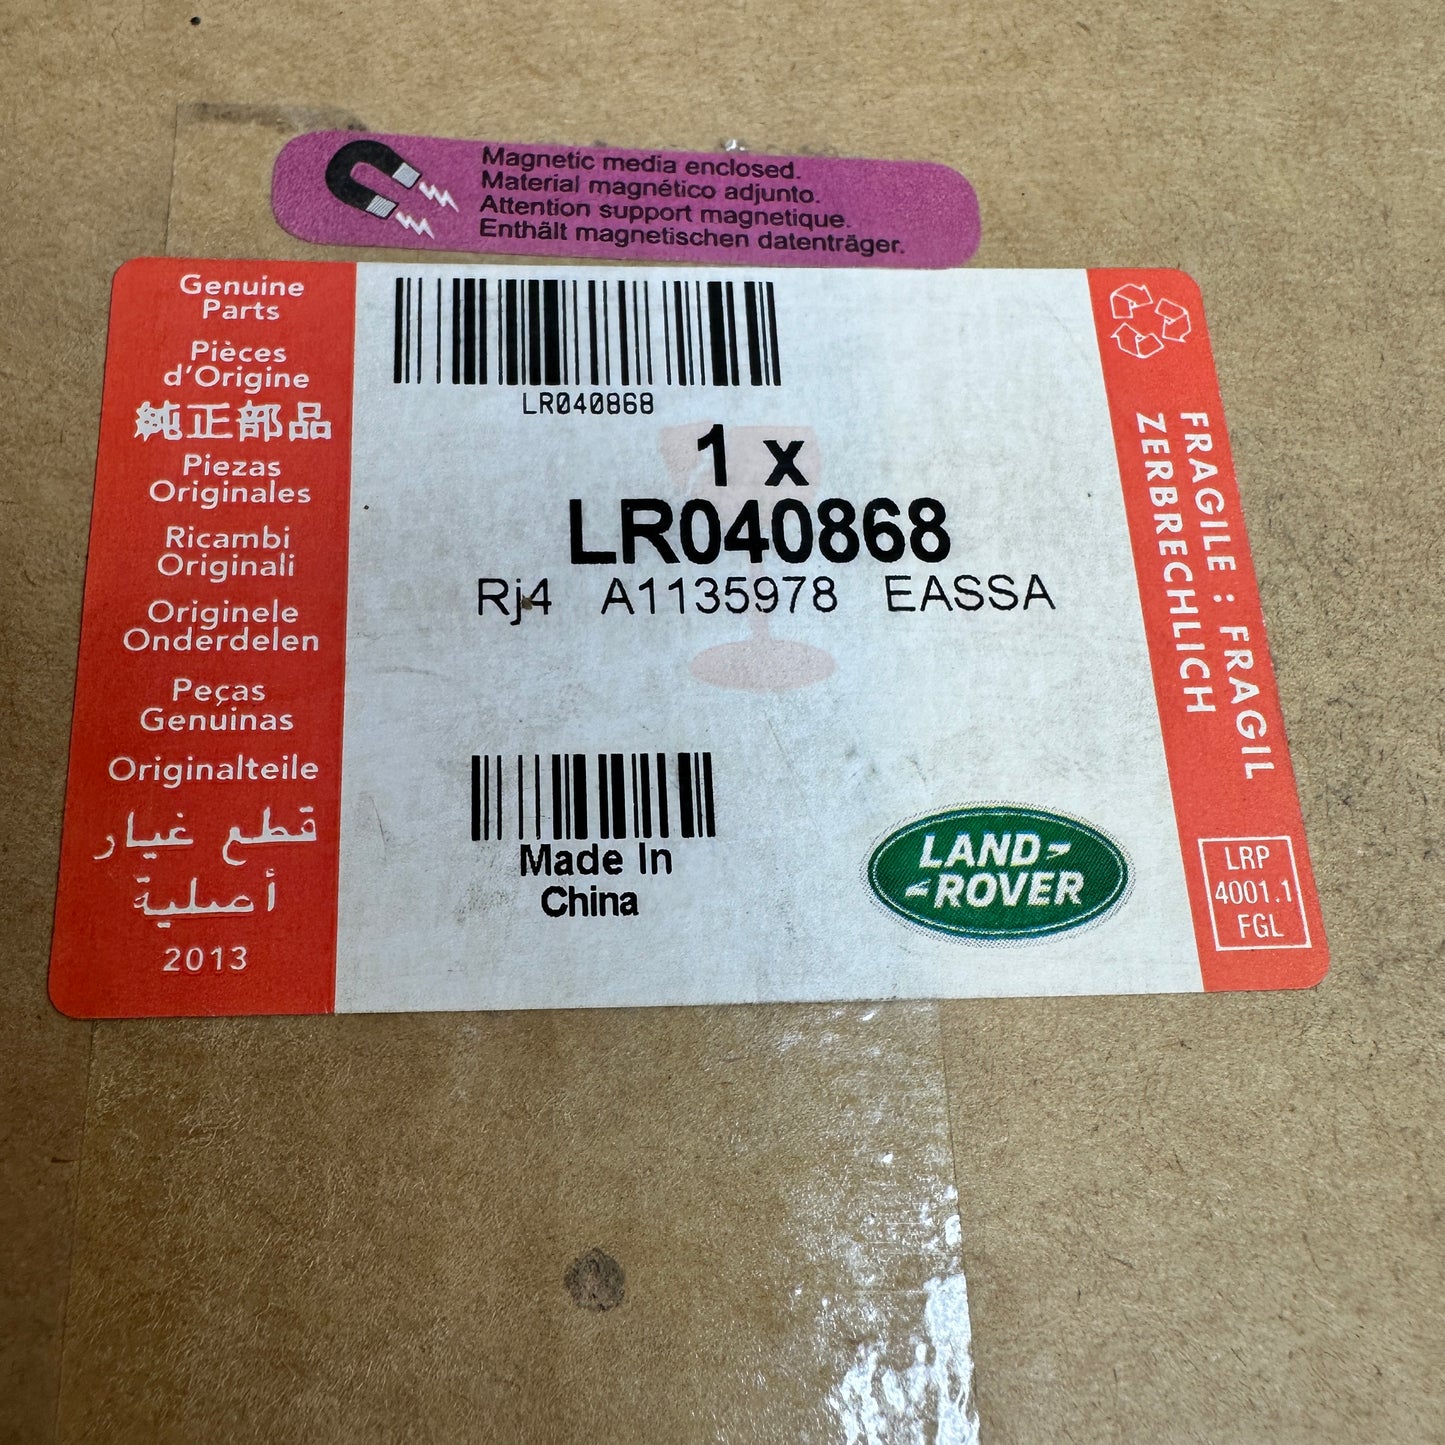 Magnetic media enclosed.
Material magnético adjunto.
Attention support magnetique.
Enthält magnetischen datenträger.
Genuine
Parts
Pièces
d'Origine
純正部品
Piezas
Originales
Ricambi
Originali
Originele
Onderdelen
Peças
Genuinas
Originalteile
قطع غيار
أصلية
2013
LR040868
1 x
LR040868
Rj4 A1135978 EASSA
Made In
China
LAND-
-ROVER
FRAGILE : FRAGIL
ZERBRECHLICH
LRP
4001.1
FGL